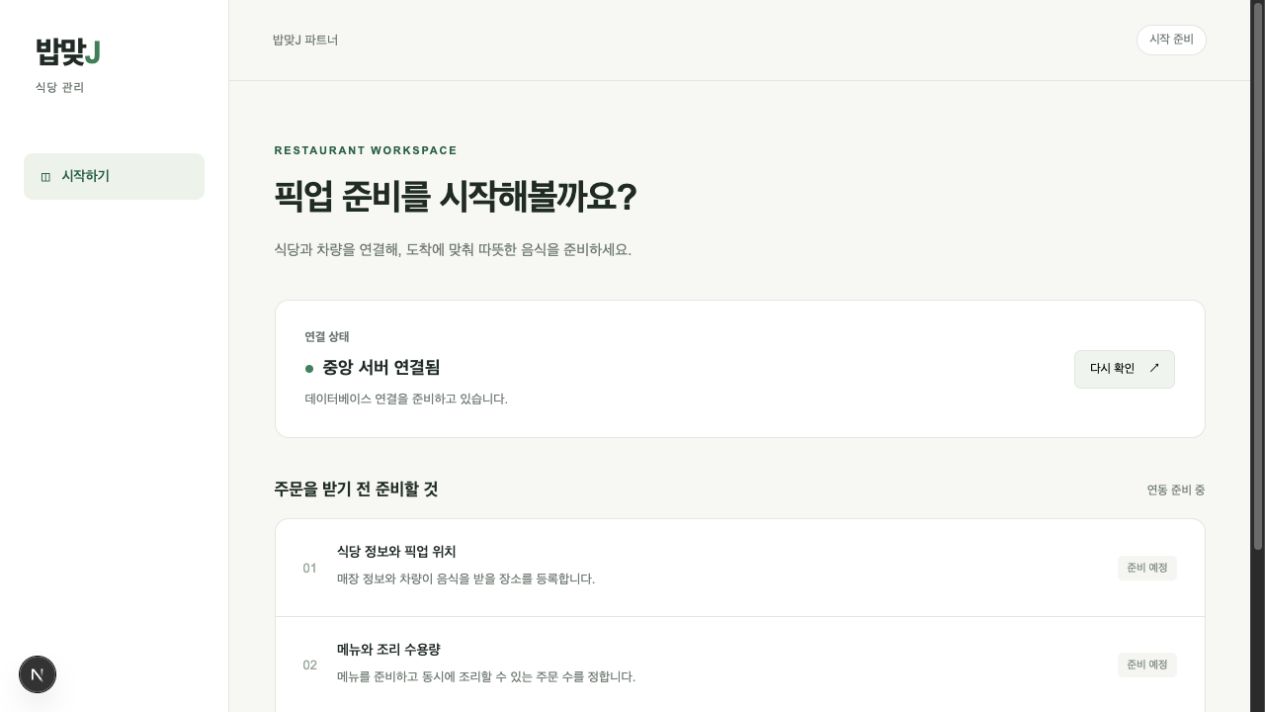 밥맞J
식당 관리
시작하기
밥맞J 파트너
시작 준비
RESTAURANT WORKSPACE
픽업 준비를 시작해볼까요?
식당과 차량을 연결해, 도착에 맞춰 따뜻한 음식을 준비하세요.
연결 상태
중앙 서버 연결됨
데이터베이스 연결을 준비하고 있습니다.
다시 확인 ↗
주문을 받기 전 준비할 것
연동 준비 중
01
식당 정보와 픽업 위치
매장 정보와 차량이 음식을 받을 장소를 등록합니다.
준비 예정
02
메뉴와 조리 수용량
메뉴를 준비하고 동시에 조리할 수 있는 주문 수를 정합니다.
준비 예정
N